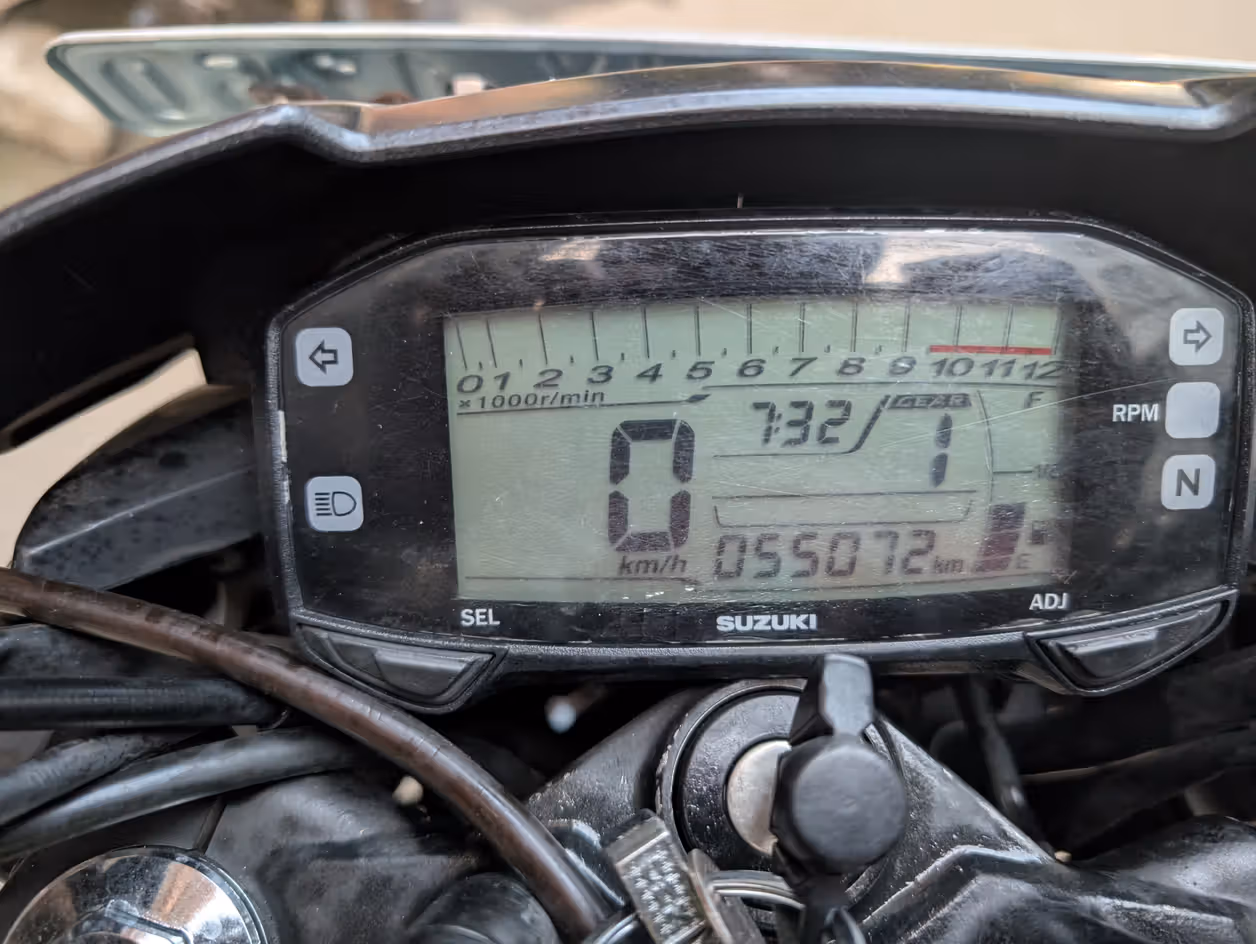 0 1 2 3 4 5 6 7 8 9 10 11 12
×1000r/min
7:32
GEAR
1
F
RPM
N
0
km/h
055072 km
E
SEL
SUZUKI
ADJ